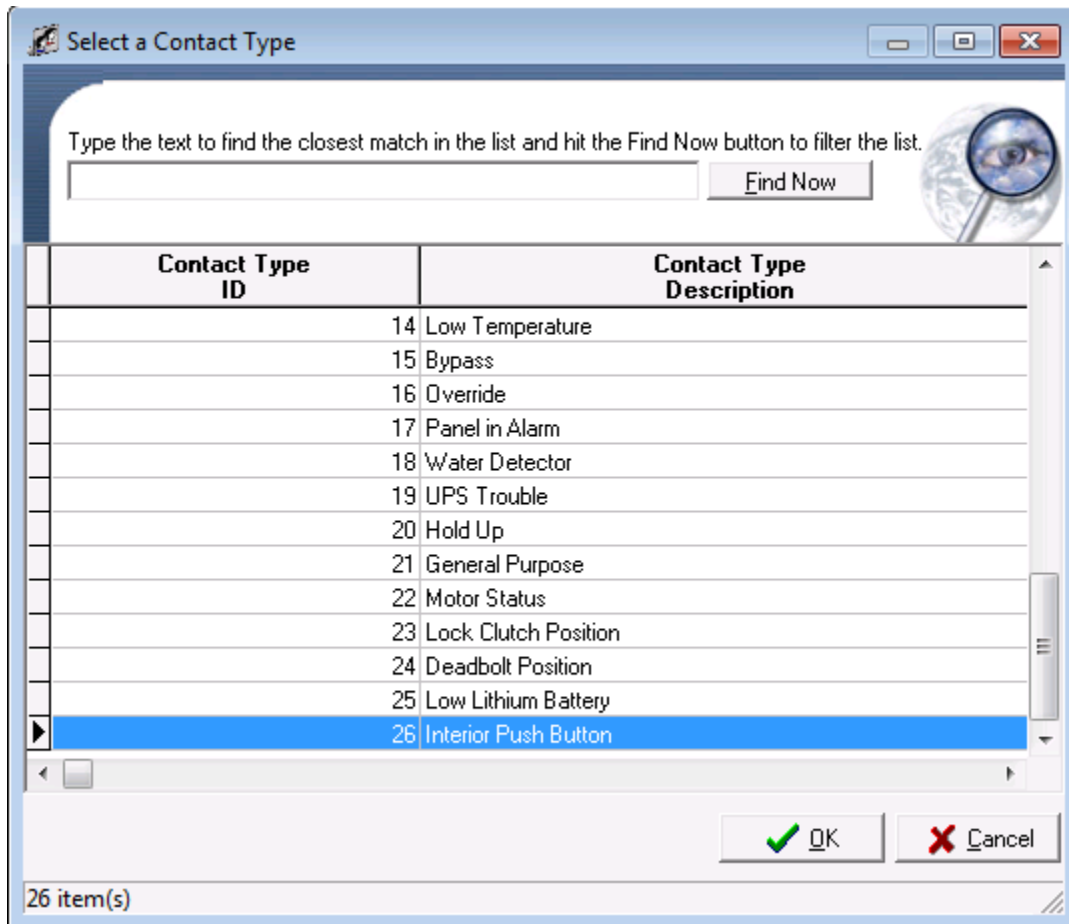 Select a Contact Type
Type the text to find the closest match in the list and hit the Find Now button to filter the list.
Find Now
Contact Type ID Contact Type Description
14 Low Temperature
15 Bypass
16 Override
17 Panel in Alarm
18 Water Detector
19 UPS Trouble
20 Hold Up
21 General Purpose
22 Motor Status
23 Lock Clutch Position
24 Deadbolt Position
25 Low Lithium Battery
26 Interior Push Button
OK Cancel
26 item(s)